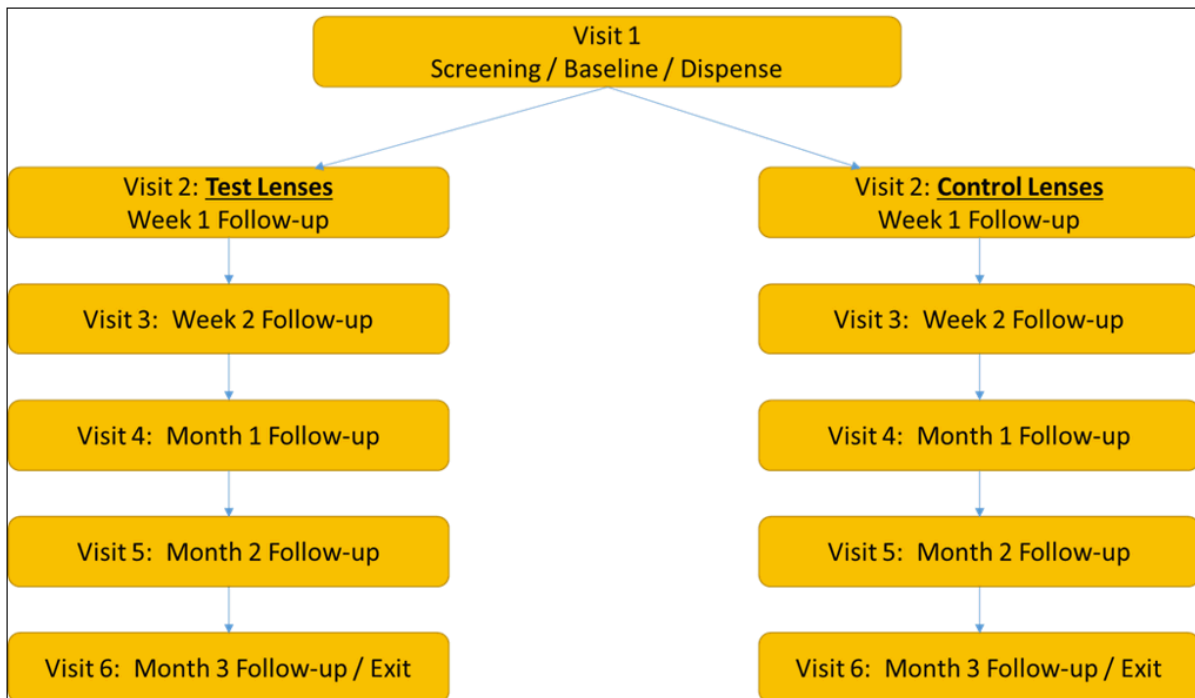 Visit 1
Screening / Baseline / Dispense
Visit 2: Test Lenses
Week 1 Follow-up
Visit 3: Week 2 Follow-up
Visit 4: Month 1 Follow-up
Visit 5: Month 2 Follow-up
Visit 6: Month 3 Follow-up / Exit
Visit 2: Control Lenses
Week 1 Follow-up
Visit 3: Week 2 Follow-up
Visit 4: Month 1 Follow-up
Visit 5: Month 2 Follow-up
Visit 6: Month 3 Follow-up / Exit